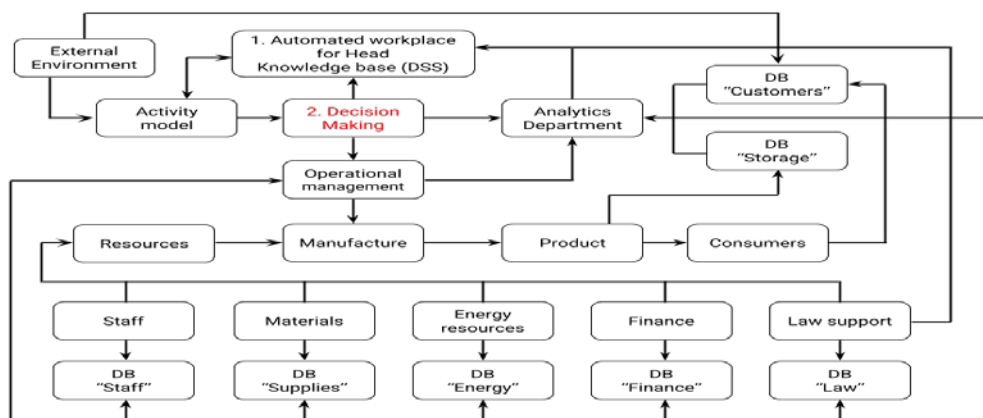 External
Environment
1. Automated workplace
for Head
Knowledge base (DSS)
DB
"Customers"
Activity
model
2. Decision
Making
Analytics
Department
DB
"Storage"
Operational
management
Resources
Manufacture
Product
Consumers
Staff
Materials
Energy
resources
Finance
Law support
DB
"Staff"
DB
"Supplies"
DB
"Energy"
DB
"Finance"
DB
"Law"